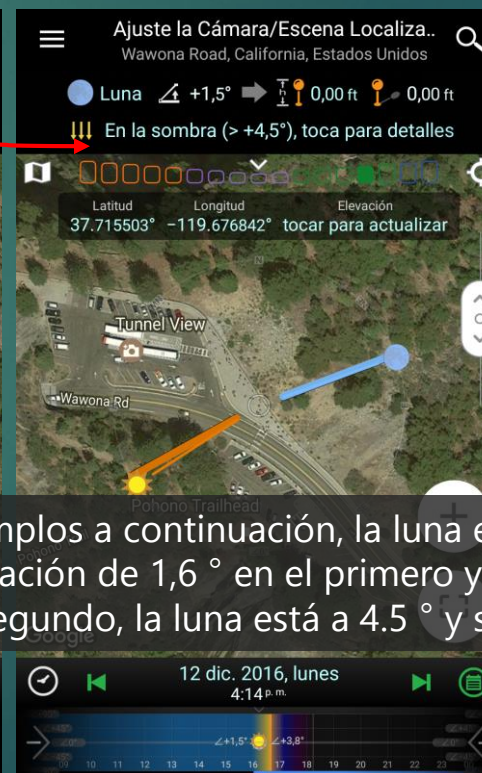 Ajuste la Cámara/Escena Localiza..
Wawona Road, California, Estados Unidos
Luna +1,5° 0,00 ft 0,00 ft
En la sombra (> +4,5°), toca para detalles
Latitud Longitud Elevación
37.715503° −119.676842° tocar para actualizar
Tunnel View
Wawona Rd
Pohono Trailhead
mplos a continuación, la luna e
ación de 1,6 ° en el primero y
egundo, la luna está a 4.5 ° y s
Google
12 dic. 2016, lunes
4:14 p. m.
∠+1,5° ∠+3,8°
09 10 11 12 13 14 15 16 17 18 19 20 21 22 23